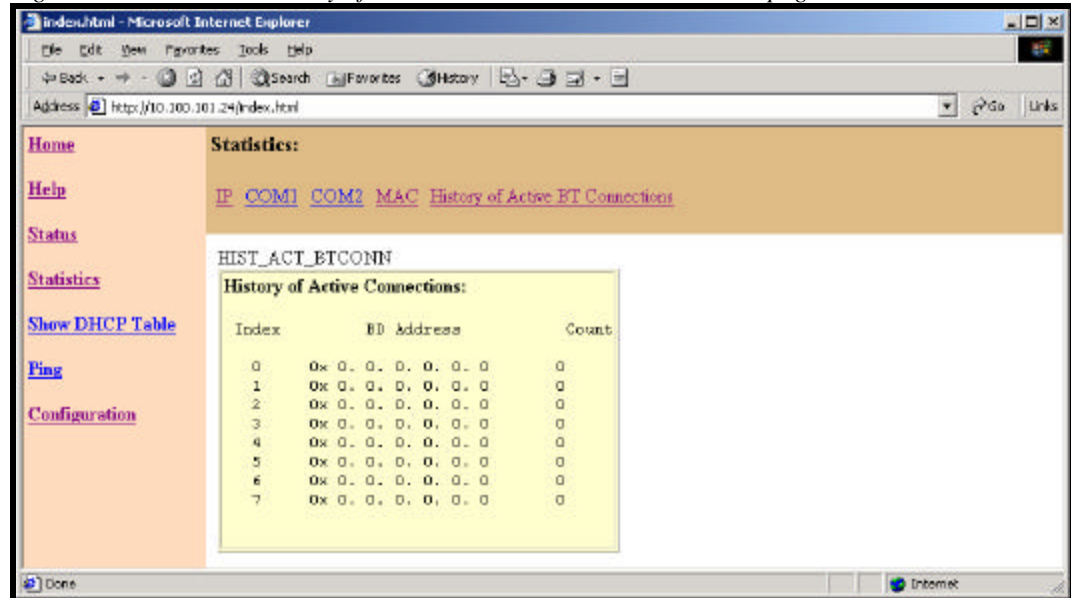 index.html - Microsoft Internet Explorer
File Edit View Favorites Tools Help
Back Search Favorites History
Address http://10.100.101.24/index.html Go Links
Home
Help
Status
Statistics
Show DHCP Table
Ping
Configuration
Statistics:
IP COM1 COM2 MAC History of Active BT Connections
HIST_ACT_BTCONN
History of Active Connections:
Index BD Address Count
0 0x 0. 0. 0. 0. 0. 0 0
1 0x 0. 0. 0. 0. 0. 0 0
2 0x 0. 0. 0. 0. 0. 0 0
3 0x 0. 0. 0. 0. 0. 0 0
4 0x 0. 0. 0. 0. 0. 0 0
5 0x 0. 0. 0. 0. 0. 0 0
6 0x 0. 0. 0. 0. 0. 0 0
7 0x 0. 0. 0. 0. 0. 0 0
Done Internet